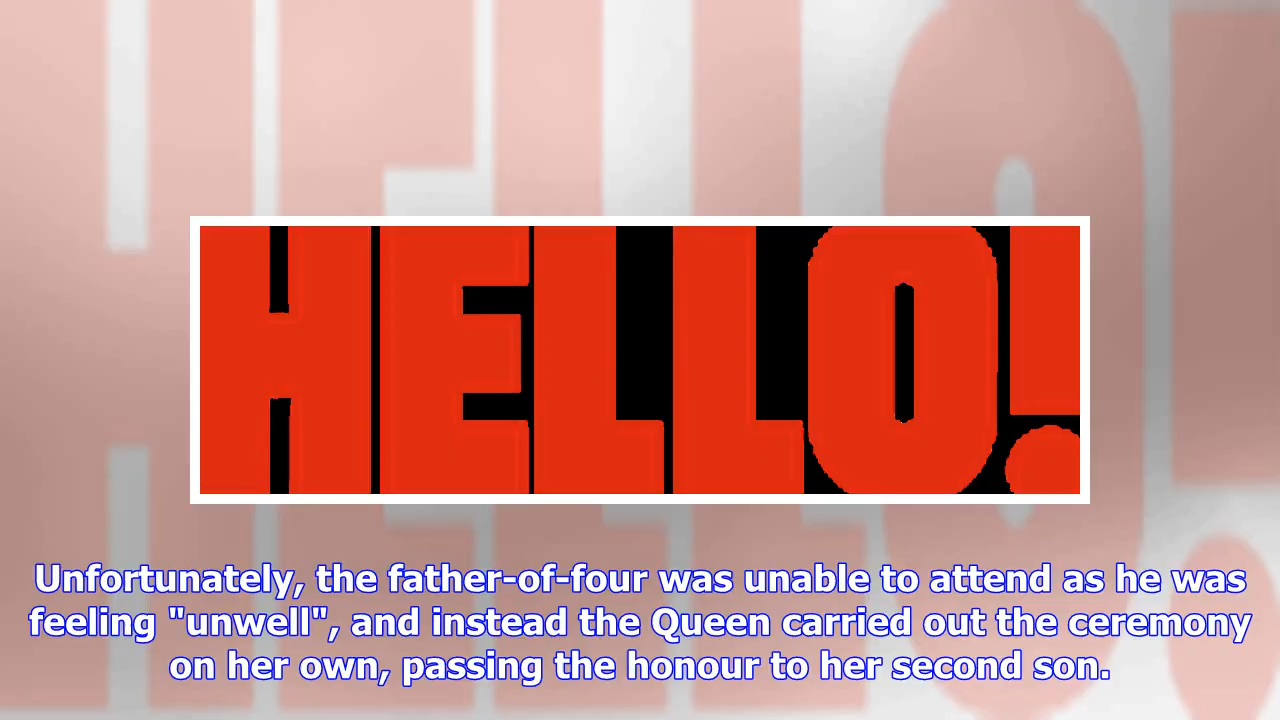 HELLO!
Unfortunately, the father-of-four was unable to attend as he was
feeling "unwell", and instead the Queen carried out the ceremony
on her own, passing the honour to her second son.